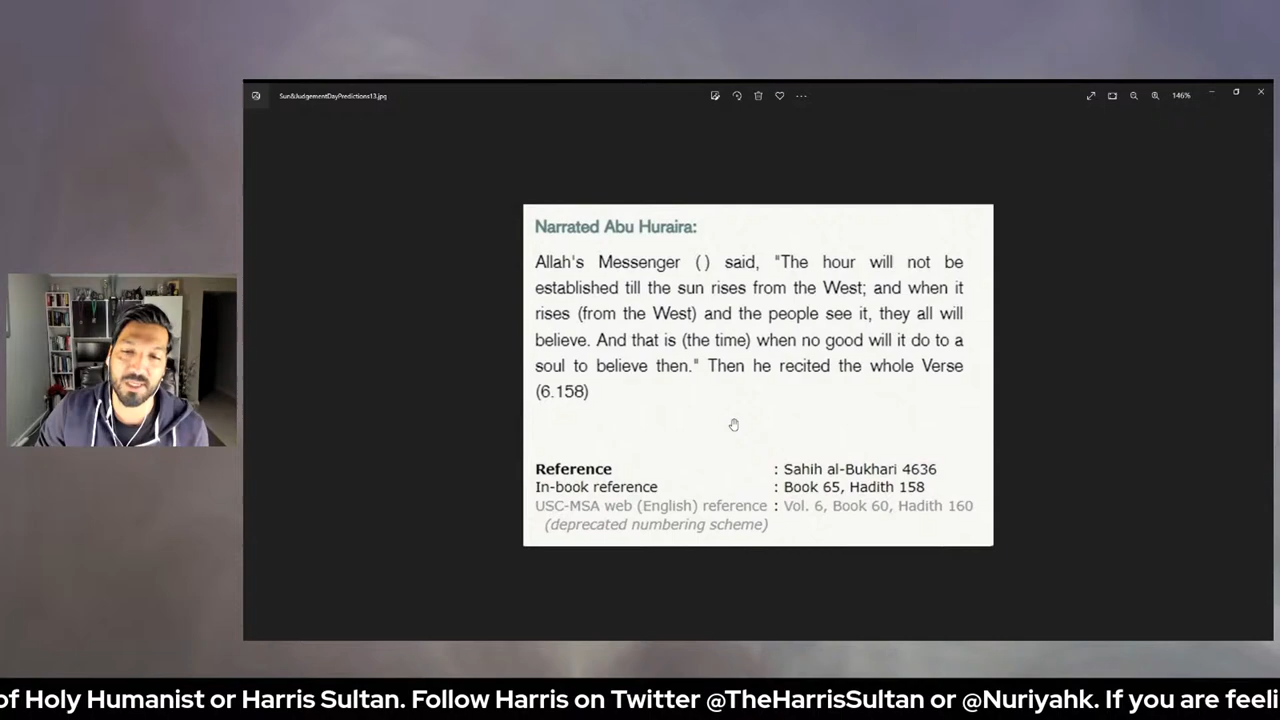 Sun&JudgementDayPredictions13.jpg
146%
Narrated Abu Huraira:
Allah's Messenger ( ) said, "The hour will not be
established till the sun rises from the West; and when it
rises (from the West) and the people see it, they all will
believe. And that is (the time) when no good will it do to a
soul to believe then." Then he recited the whole Verse
(6.158)
Reference : Sahih al-Bukhari 4636
In-book reference : Book 65, Hadith 158
USC-MSA web (English) reference : Vol. 6, Book 60, Hadith 160
(deprecated numbering scheme)
of Holy Humanist or Harris Sultan. Follow Harris on Twitter @TheHarrisSultan or @Nuriyahk. If you are feeli